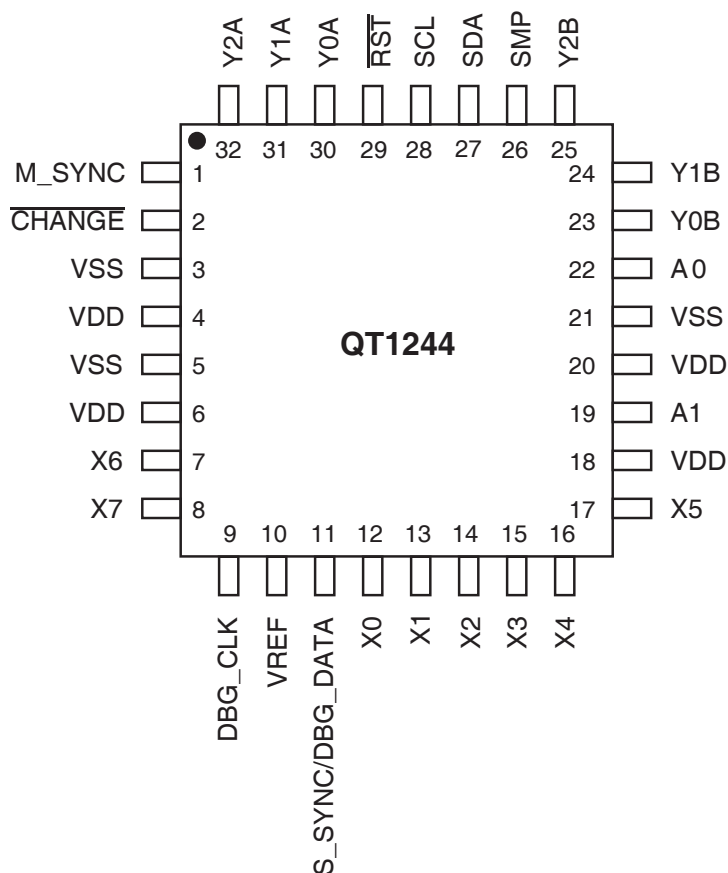 Y2A
Y1A
Y0A
RST
SCL
SDA
SMP
Y2B
32
31
30
29
28
27
26
25
M_SYNC 1
CHANGE 2
VSS 3
VDD 4
VSS 5
VDD 6
X6 7
X7 8
QT1244
24 Y1B
23 Y0B
22 A0
21 VSS
20 VDD
19 A1
18 VDD
17 X5
9
10
11
12
13
14
15
16
DBG_CLK
VREF
S_SYNC/DBG_DATA
X0
X1
X2
X3
X4